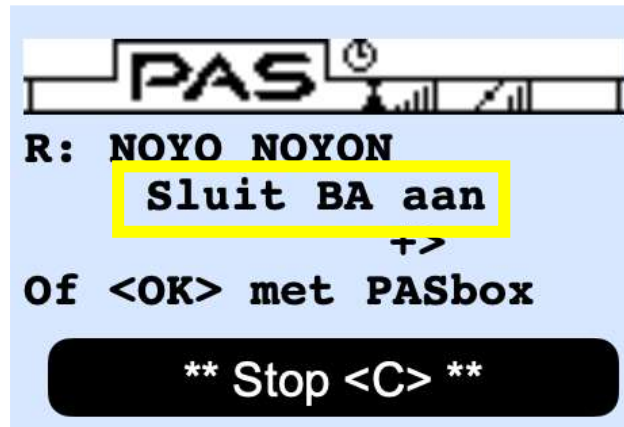 PAS
R: NOYO NOYON
Sluit BA aan
+>
Of <OK> met PASbox
** Stop <C> **